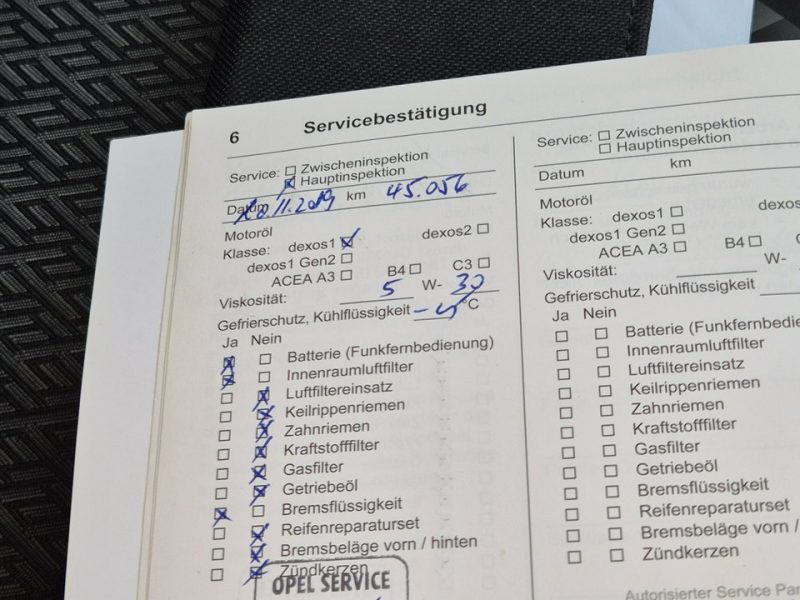 6 Servicebestätigung
Service: Zwischeninspektion
Hauptinspektion
Datum .11.2019 km 45.056
Motoröl
Klasse: dexos1 dexos2
dexos1 Gen2
ACEA A3 B4 C3
Viskosität: 5 W- 30
Gefrierschutz, Kühlflüssigkeit °C
Ja Nein
Batterie (Funkfernbedienung)
Innenraumluftfilter
Luftfiltereinsatz
Keilrippenriemen
Zahnriemen
Kraftstofffilter
Gasfilter
Getriebeöl
Bremsflüssigkeit
Reifenreparaturset
Bremsbeläge vorn / hinten
Zündkerzen
OPEL SERVICE
Service: Zwischeninspektion
Hauptinspektion
Datum km
Motoröl
Klasse: dexos1 dexos
dexos1 Gen2
ACEA A3 B4 C
Viskosität: W-
Gefrierschutz, Kühlflüssigkeit
Ja Nein
Batterie (Funkfernbedie
Innenraumluftfilter
Luftfiltereinsatz
Keilrippenriemen
Zahnriemen
Kraftstofffilter
Gasfilter
Getriebeöl
Bremsflüssigkeit
Reifenreparaturset
Bremsbeläge vorn /
Zündkerzen
Autorisierter Service Par